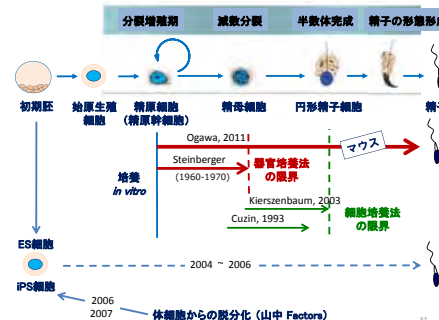 分裂増殖期 減数分裂 半数体完成 精子の形態形成
初期胚 始原生殖細胞 精原細胞 精母細胞 円形精子細胞 精子
(精原幹細胞)
Ogawa, 2011
マウス
Steinberger
(1960-1970)
器官培養法
の限界
培養
in vitro
Kierszenbaum, 2003
Cuzin, 1993
細胞培養法
の限界
ES細胞
iPS細胞
2004 ~ 2006
2006
2007
体細胞からの脱分化 (山中 Factors)
31